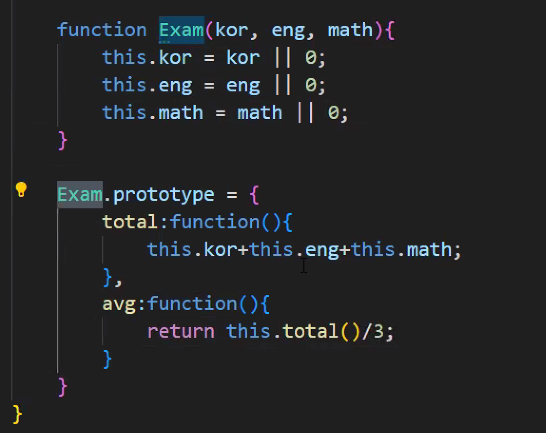 function Exam(kor, eng, math){
    this.kor = kor || 0;
    this.eng = eng || 0;
    this.math = math || 0;
}
Exam.prototype = {
    total:function(){
        this.kor+this.eng+this.math;
    },
    avg:function(){
        return this.total()/3;
    }
}
}